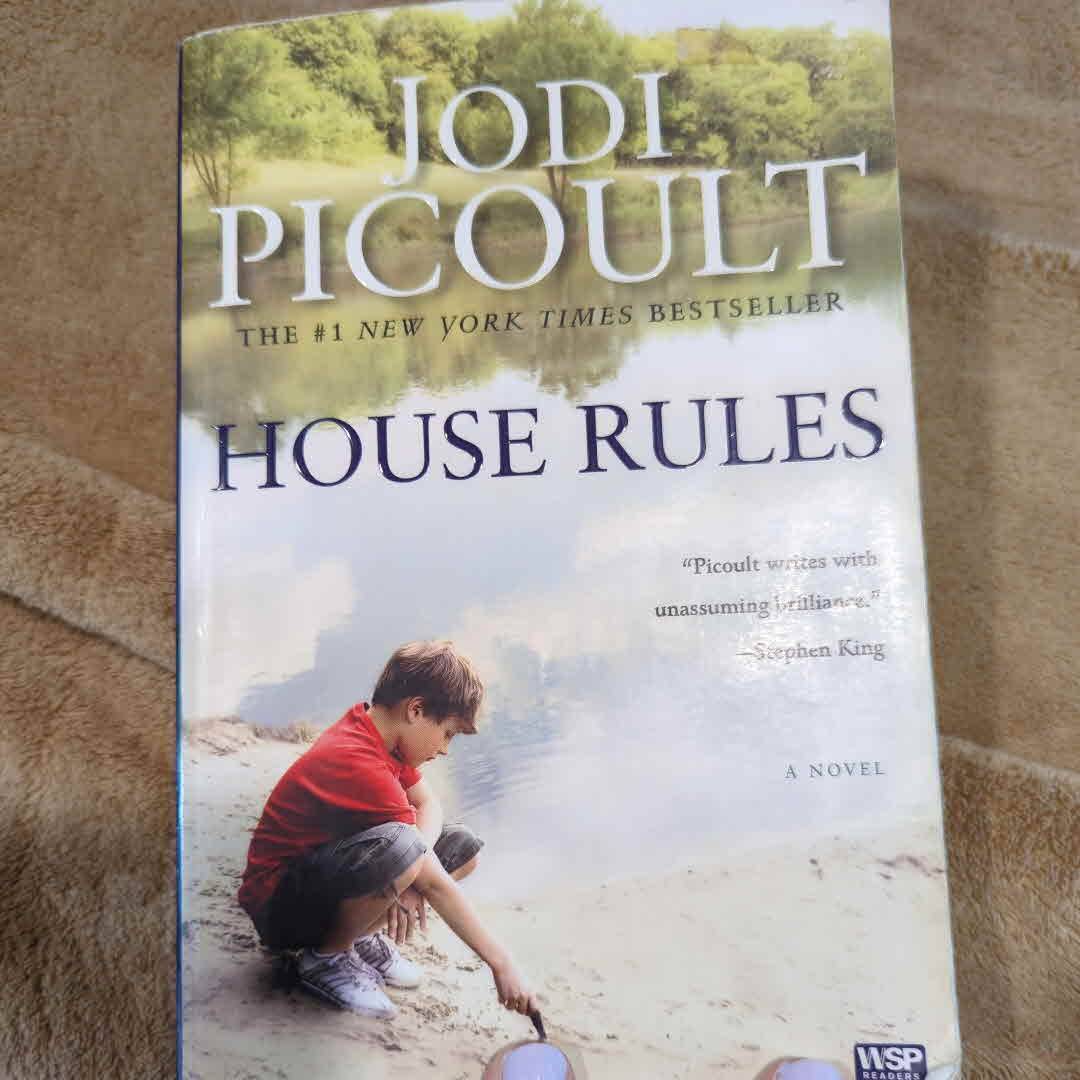 JODI
PICOULT
THE #1 NEW YORK TIMES BESTSELLER
HOUSE RULES
“Picoult writes with
unassuming brilliance.”
—Stephen King
A NOVEL
WSP
READERS